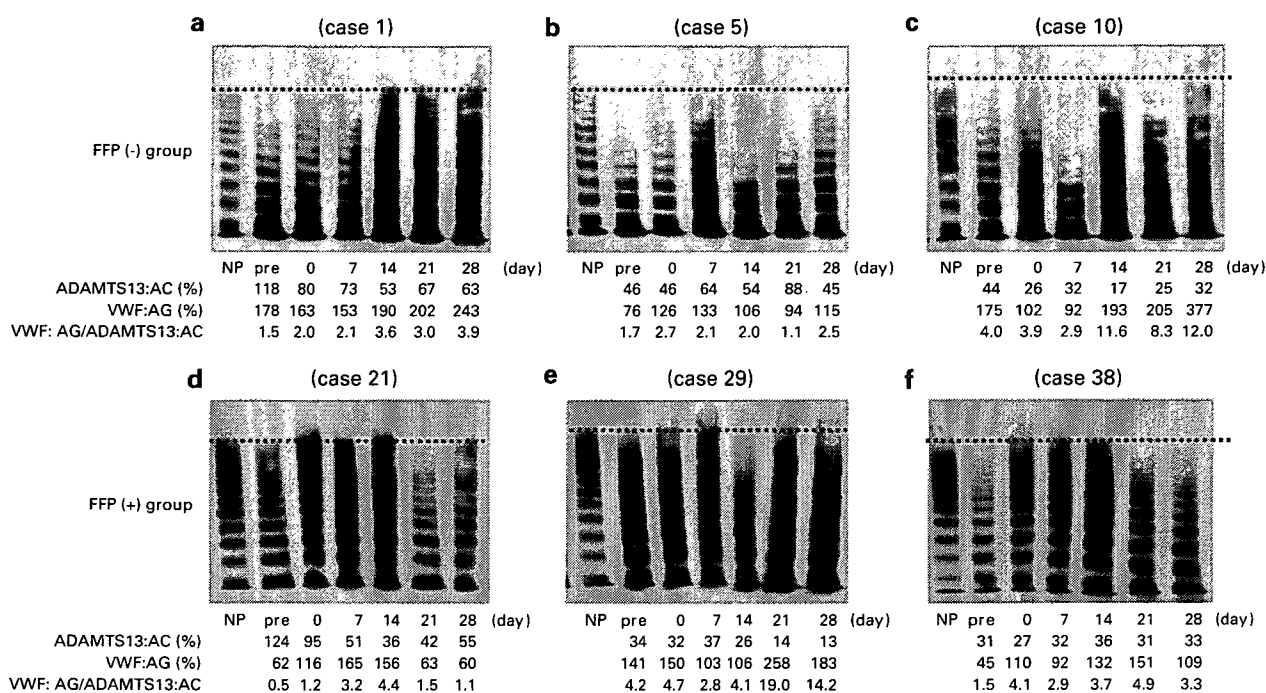 a (case 1) b (case 5) c (case 10)
FFP (-) group
NP pre 0 7 14 21 28 (day) NP pre 0 7 14 21 28 (day) NP pre 0 7 14 21 28 (day)
ADAMTS13:AC (%) 118 80 73 53 67 63 46 46 64 54 88. 45 44 26 32 17 25 32
VWF:AG (%) 178 163 153 190 202 243 76 126 133 106 94 115 175 102 92 193 205 377
VWF: AG/ADAMTS13:AC 1.5 2.0 2.1 3.6 3.0 3.9 1.7 2.7 2.1 2.0 1.1 2.5 4.0 3.9 2.9 11.6 8.3 12.0
d (case 21) e (case 29) f (case 38)
FFP (+) group
NP pre 0 7 14 21 28 (day) NP pre 0 7 14 21 28 (day) NP pre 0 7 14 21 28 (day)
ADAMTS13:AC (%) 124 95 51 36 42 55 34 32 37 26 14 13 31 27 32 36 31 33
VWF:AG (%) 62 116 165 156 63 60 141 150 103 106 258 183 45 110 92 132 151 109
VWF: AG/ADAMTS13:AC 0.5 1.2 3.2 4.4 1.5 1.1 4.2 4.7 2.8 4.1 19.0 14.2 1.5 4.1 2.9 3.7 4.9 3.3